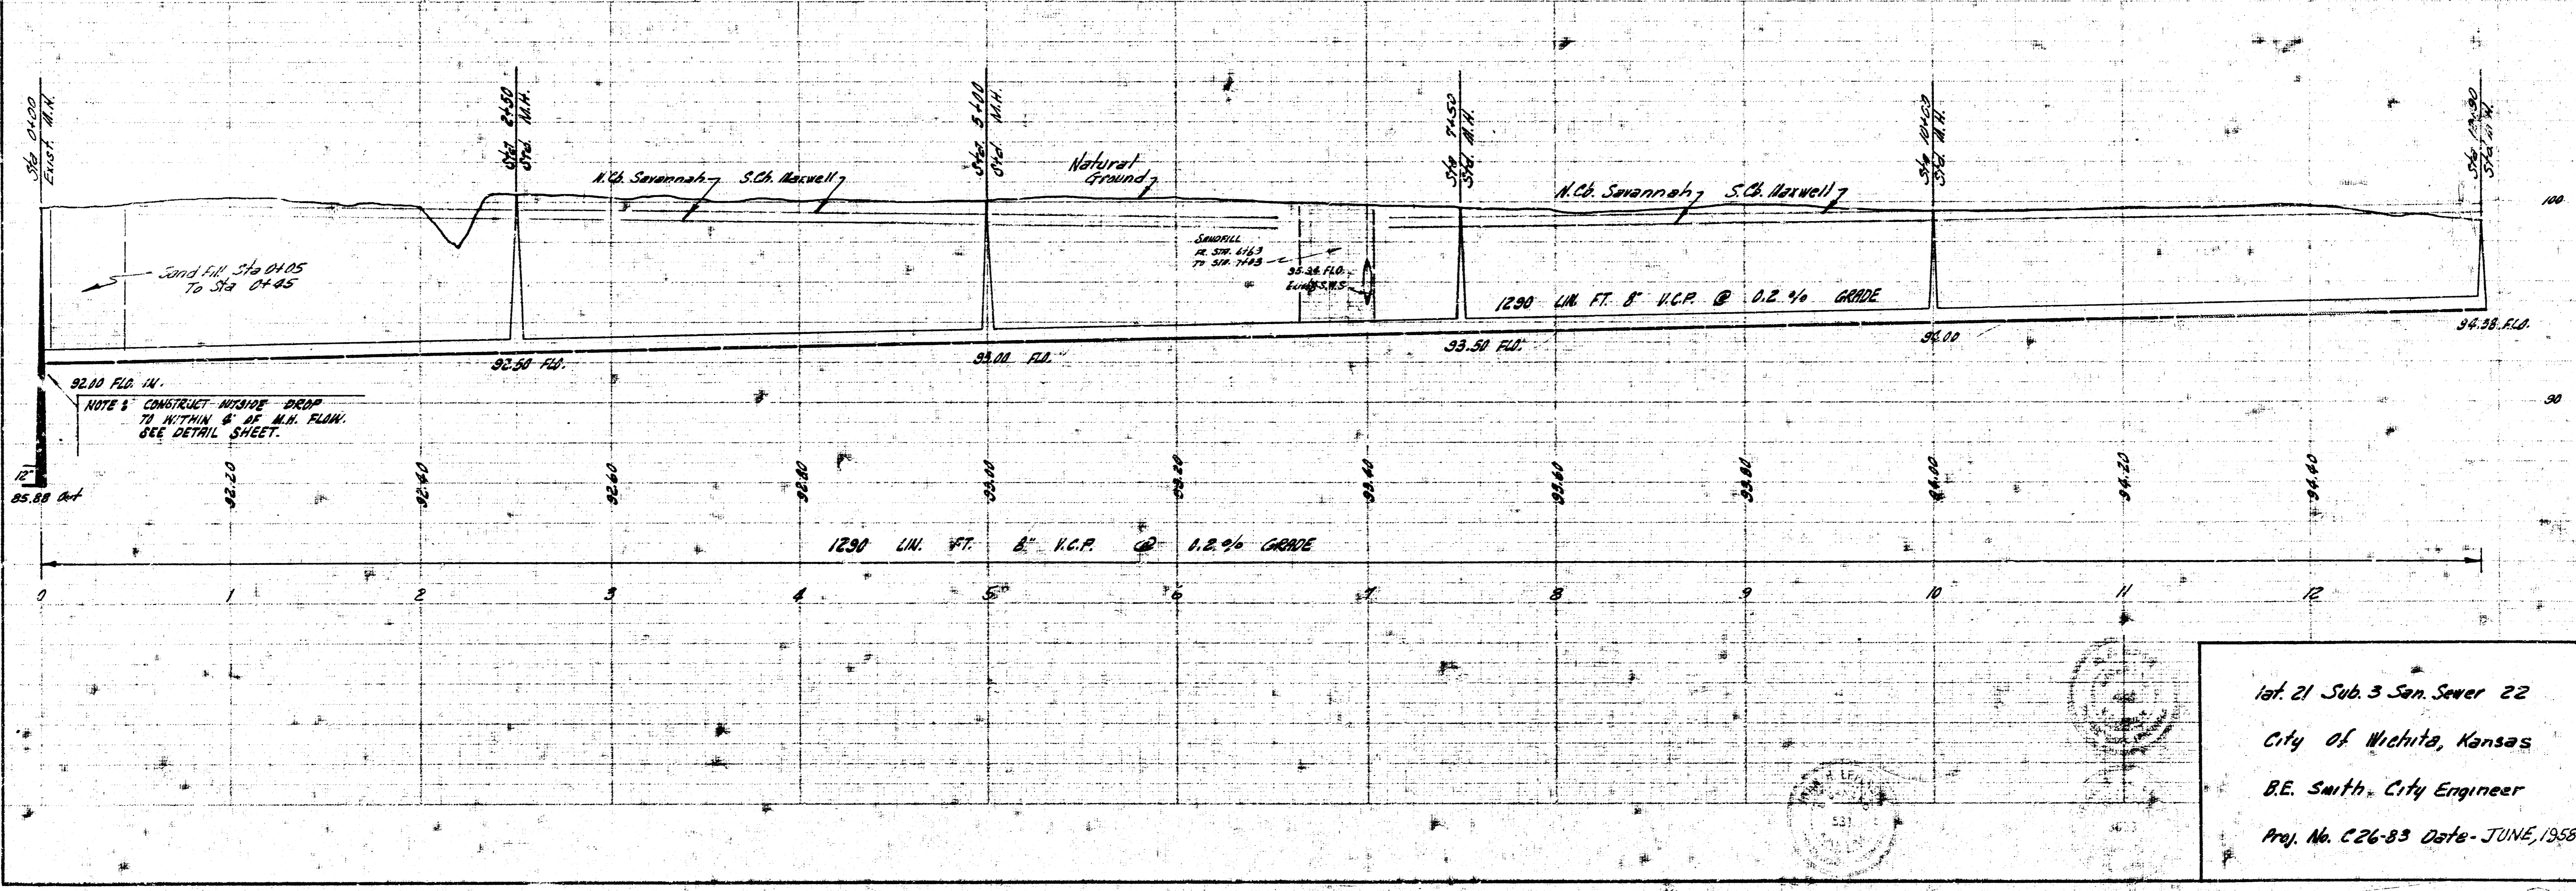 Sta 0+00
Exist. M.H.
Sta 2+50
Std. M.H.
Sta. 5+00
Std. M.H.
Sta 7+50
Std. M.H.
Sta 10+00
Std. M.H.
Sta 12+90
Std M.H.
N.Cb. Savannah
S.Cb. Maxwell
Natural
Ground
N.Cb. Savannah
S.Cb. Maxwell
100
Sand Fill Sta 0+05
To Sta 0+45
SANDFILL
FR. STA. 6+63
TO STA. 7+03
FLO.
1290 LIN. FT. 8" V.C.P. @ 0.2 % GRADE
92.50 FLO.
93.00 FLO.
93.50 FLO.
94.00
94.58 FLO.
92.00 FLO. IN.
NOTE: CONSTRUCT INSIDE DROP
TO WITHIN OF M.H. FLOW.
SEE DETAIL SHEET.
90
12"
85.88 Out
92.20
92.40
92.60
92.80
93.00
93.20
93.40
93.60
93.80
94.00
94.20
94.40
1290 LIN. FT. 8" V.C.P. @ 0.2 % GRADE
0 1 2 3 4 5 6 7 8 9 10 11 12
531
lat. 21 Sub. 3 San. Sewer 22
City Of Wichita, Kansas
B.E. Smith, City Engineer
Proj. No. C26-83 Date - JUNE, 1958